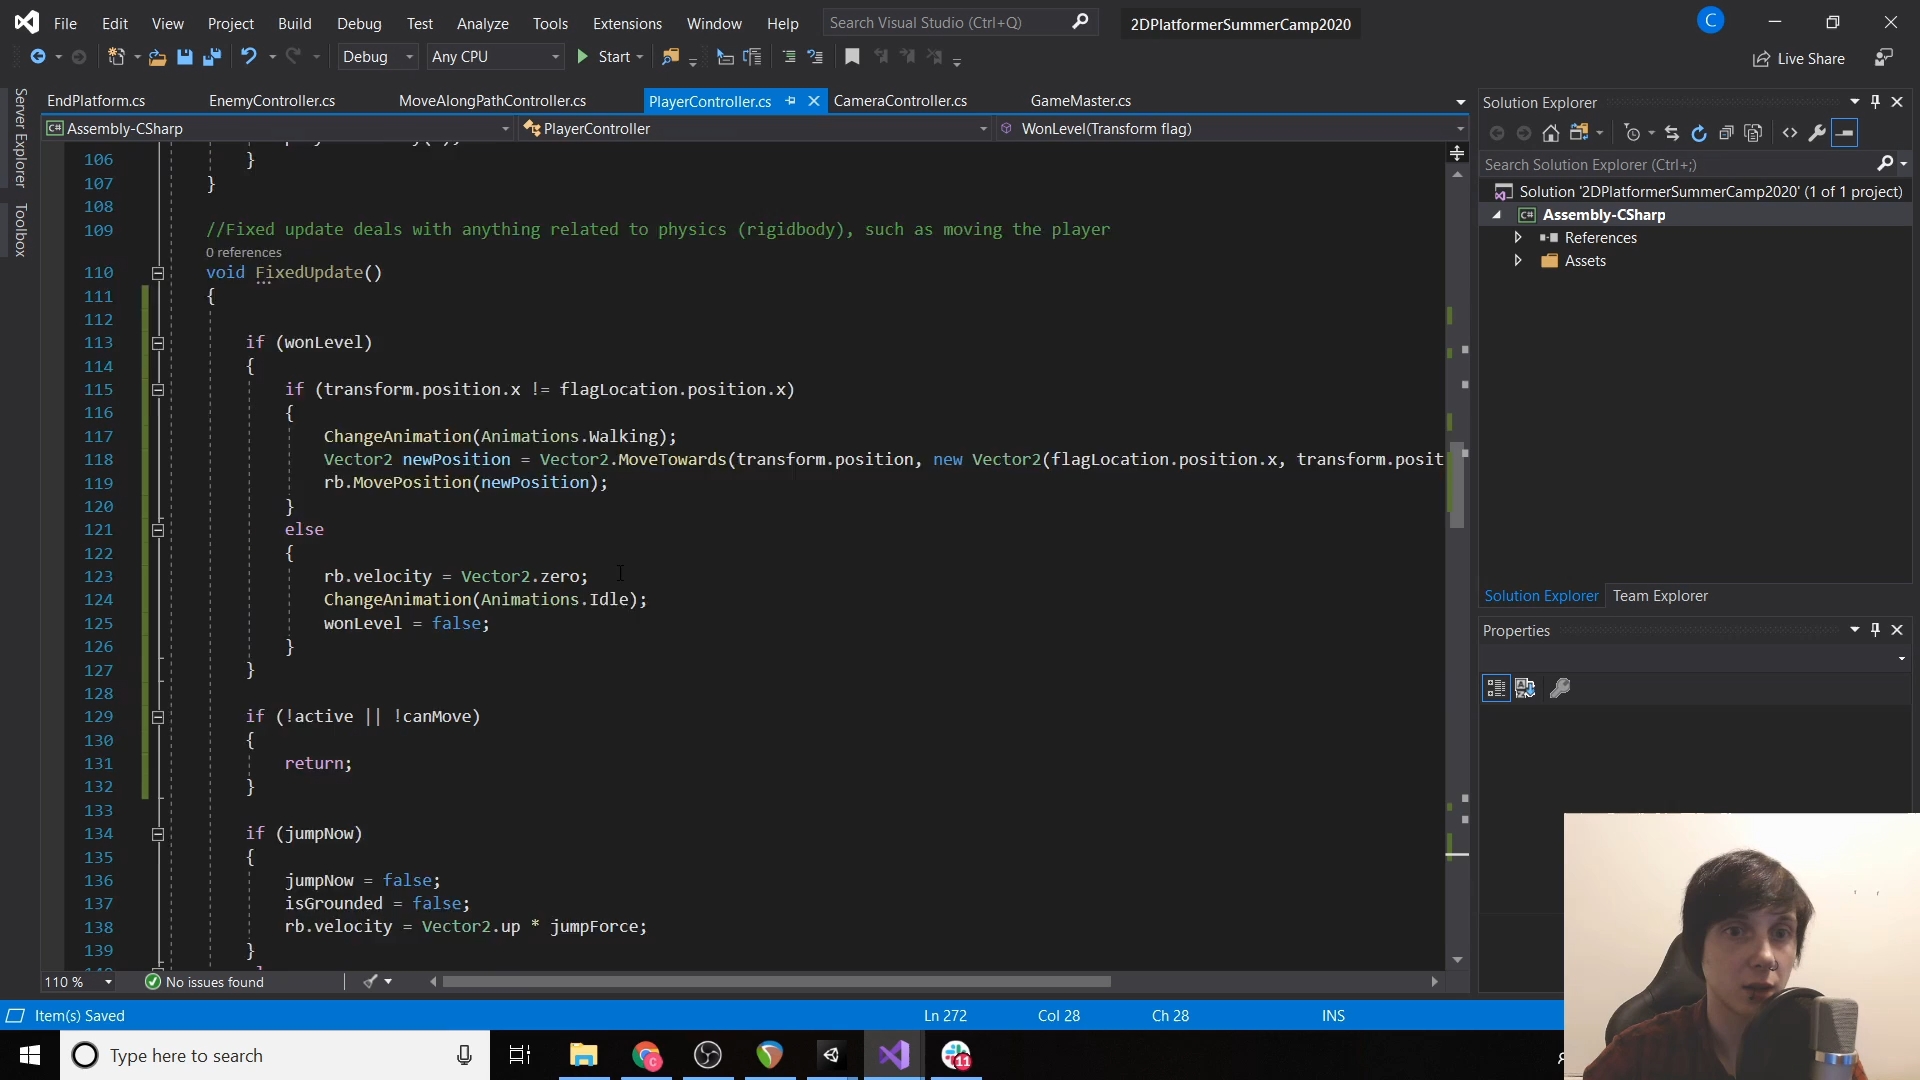 File Edit View Project Build Debug Test Analyze Tools Extensions Window Help Search Visual Studio (Ctrl+Q) 2DPlatformerSummerCamp2020 C
Debug Any CPU Start Live Share
Server Explorer
Toolbox
EndPlatform.cs EnemyController.cs MoveAlongPathController.cs PlayerController.cs CameraController.cs GameMaster.cs
C# Assembly-CSharp PlayerController WonLevel(Transform flag)
106 }
107 }
108
109 //Fixed update deals with anything related to physics (rigidbody), such as moving the player
0 references
110 void FixedUpdate()
111 {
112
113 if (wonLevel)
114 {
115 if (transform.position.x != flagLocation.position.x)
116 {
117 ChangeAnimation(Animations.Walking);
118 Vector2 newPosition = Vector2.MoveTowards(transform.position, new Vector2(flagLocation.position.x, transform.posit
119 rb.MovePosition(newPosition);
120 }
121 else
122 {
123 rb.velocity = Vector2.zero;
124 ChangeAnimation(Animations.Idle);
125 wonLevel = false;
126 }
127 }
128
129 if (!active || !canMove)
130 {
131 return;
132 }
133
134 if (jumpNow)
135 {
136 jumpNow = false;
137 isGrounded = false;
138 rb.velocity = Vector2.up * jumpForce;
139 }
110 % No issues found
Solution Explorer
Search Solution Explorer (Ctrl+;)
Solution '2DPlatformerSummerCamp2020' (1 of 1 project)
C# Assembly-CSharp
References
Assets
Solution Explorer Team Explorer
Properties
Item(s) Saved Ln 272 Col 28 Ch 28 INS
Type here to search
11